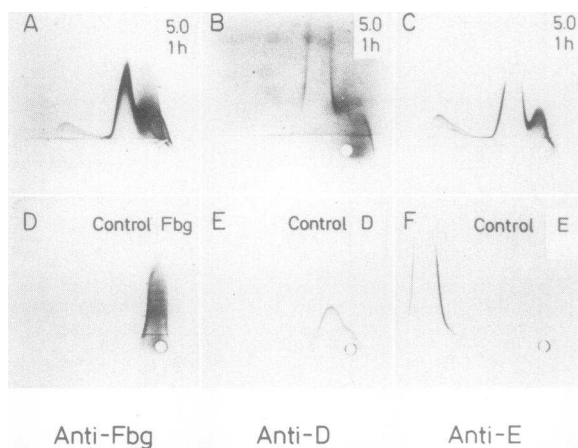 A 5.0 1h
B 5.0 1h
C 5.0 1h
D Control Fbg
E Control D
F Control E
Anti-Fbg Anti-D Anti-E